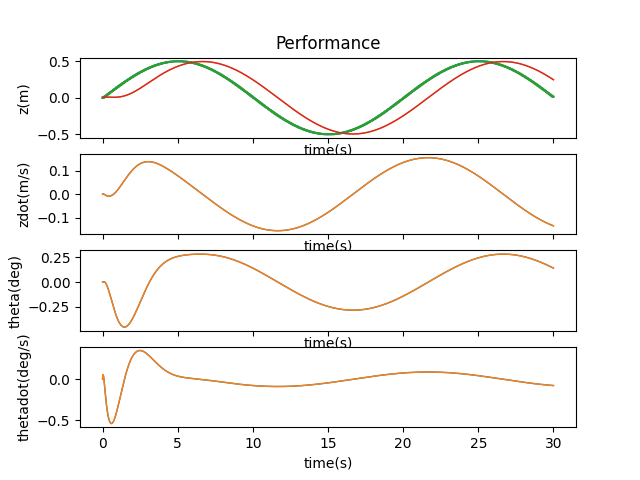 Performance
z(m)
0.5
0.0
−0.5
time(s)
zdot(m/s)
0.1
0.0
−0.1
time(s)
theta(deg)
0.25
0.00
−0.25
time(s)
thetadot(deg/s)
0.0
−0.5
0 5 10 15 20 25 30
time(s)